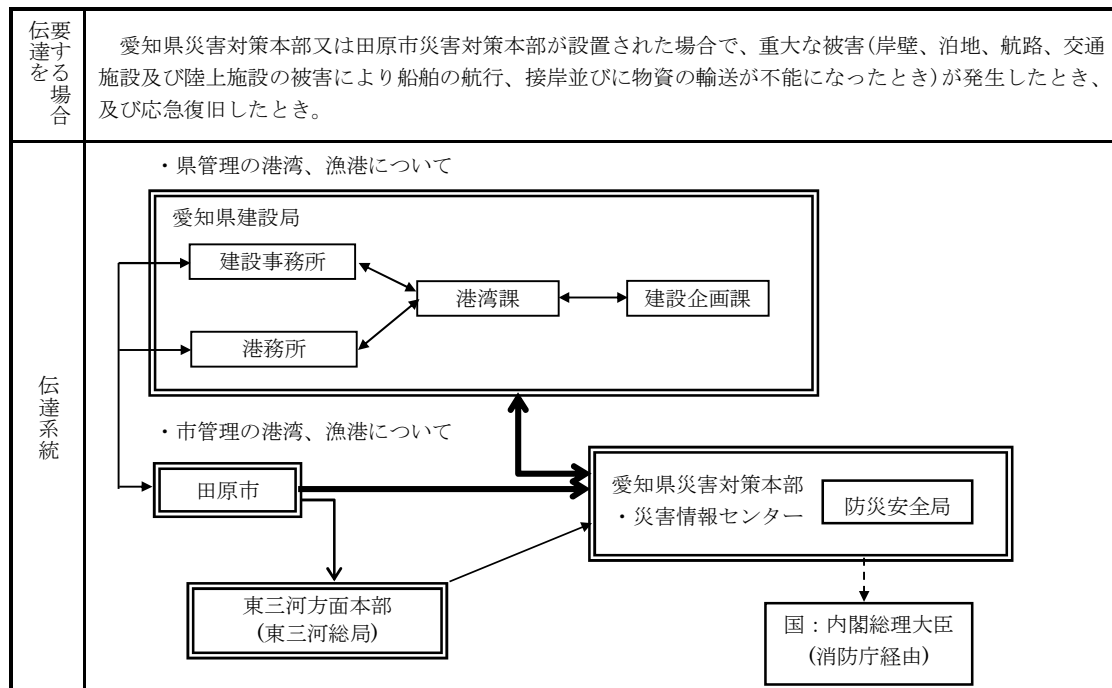 伝達を
要する場合
愛知県災害対策本部又は田原市災害対策本部が設置された場合で、重大な被害(岸壁、泊地、航路、交通
施設及び陸上施設の被害により船舶の航行、接岸並びに物資の輸送が不能になったとき)が発生したとき、
及び応急復旧したとき。
伝達系統
・県管理の港湾、漁港について
愛知県建設局
建設事務所
港湾課
建設企画課
港務所
・市管理の港湾、漁港について
田原市
愛知県災害対策本部
・災害情報センター
防災安全局
東三河方面本部
(東三河総局)
国：内閣総理大臣
(消防庁経由)